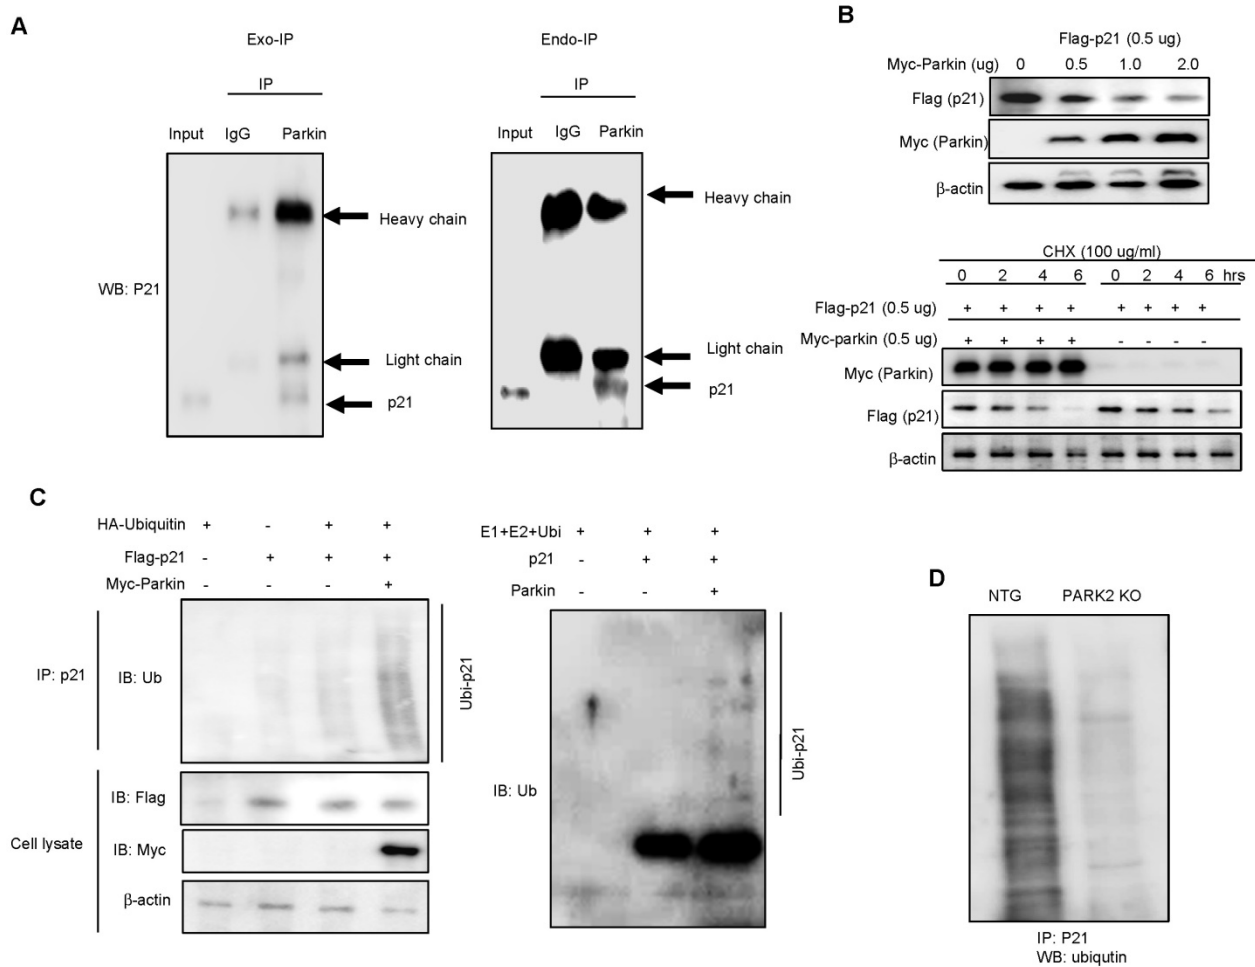 A
Exo-IP
IP
Input IgG Parkin
Heavy chain
WB: P21
Light chain
p21
Endo-IP
IP
Input IgG Parkin
Heavy chain
Light chain
p21
B
Flag-p21 (0.5 ug)
Myc-Parkin (ug) 0 0.5 1.0 2.0
Flag (p21)
Myc (Parkin)
β-actin
CHX (100 ug/ml)
0 2 4 6 0 2 4 6 hrs
Flag-p21 (0.5 ug) + + + + + + + +
Myc-parkin (0.5 ug) + + + + - - - -
Myc (Parkin)
Flag (p21)
β-actin
C
HA-Ubiquitin + - + +
Flag-p21 - + + +
Myc-Parkin - - - +
IP: p21
IB: Ub
Ubi-p21
Cell lysate
IB: Flag
IB: Myc
β-actin
E1+E2+Ubi + + +
p21 - + +
Parkin - - +
IB: Ub
Ubi-p21
D
NTG PARK2 KO
IP: P21
WB: ubiqutin